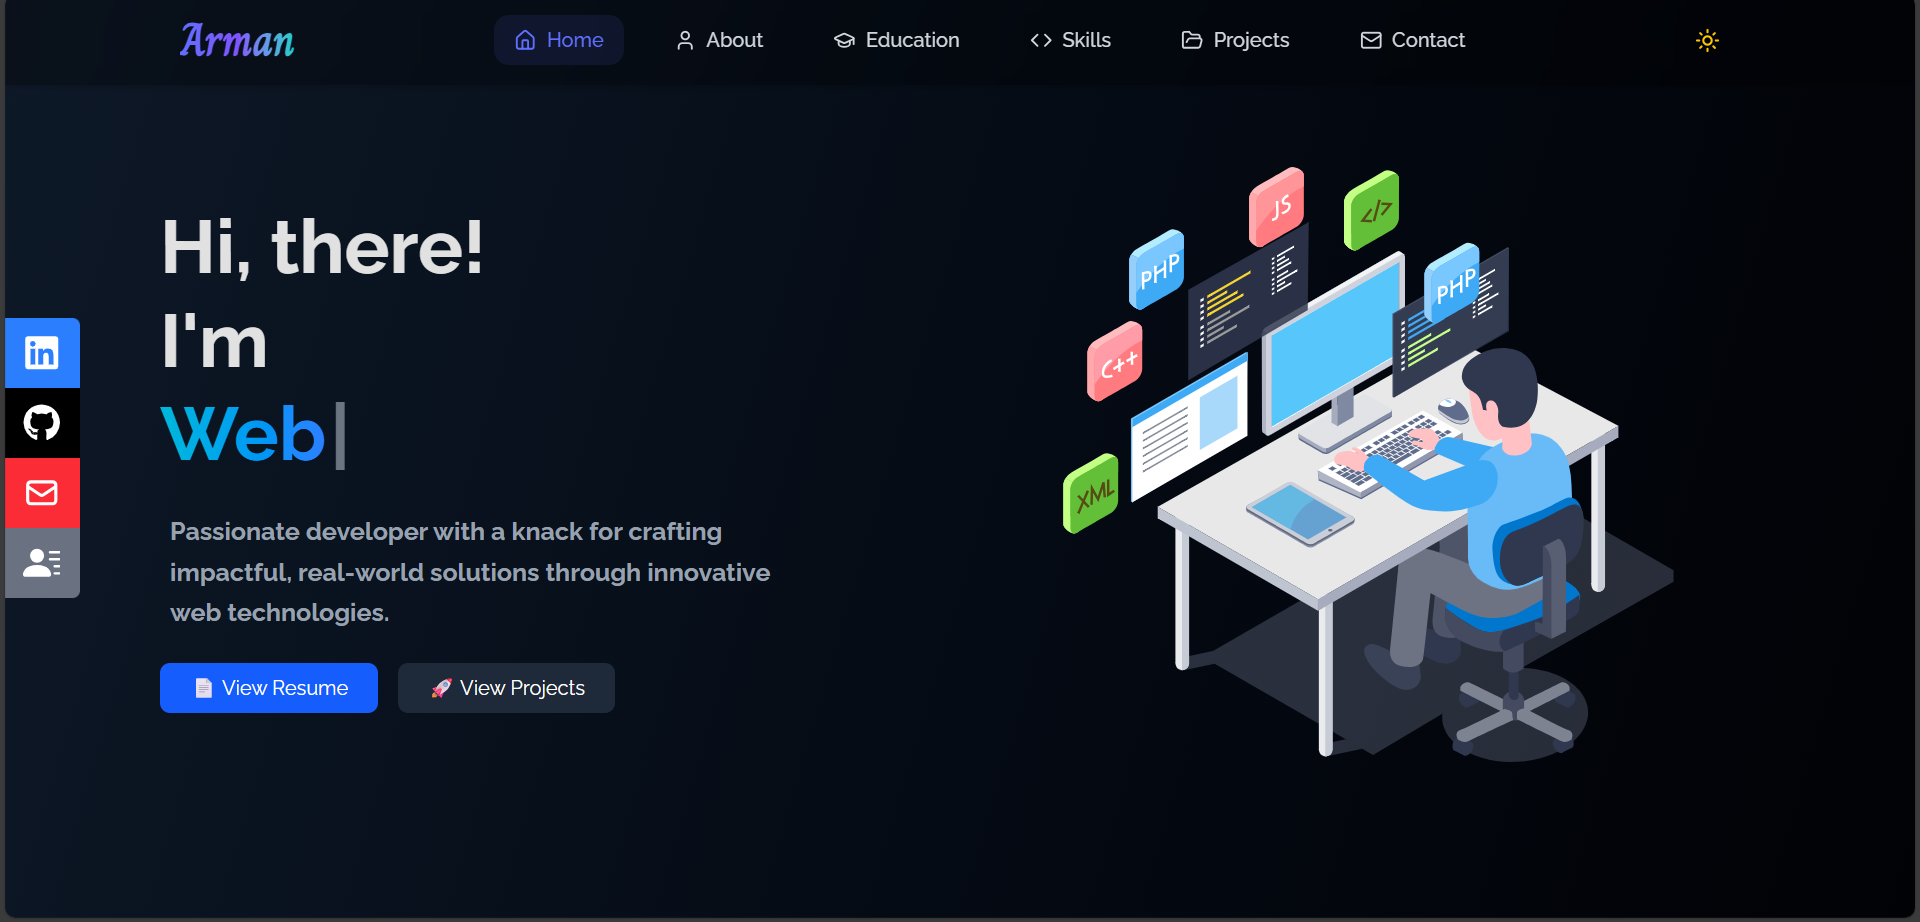 Arman
Home
About
Education
Skills
Projects
Contact
Hi, there!
I'm
Web|
Passionate developer with a knack for crafting
impactful, real-world solutions through innovative
web technologies.
View Resume
View Projects
in
JS
</>
PHP
PHP
C++
XML